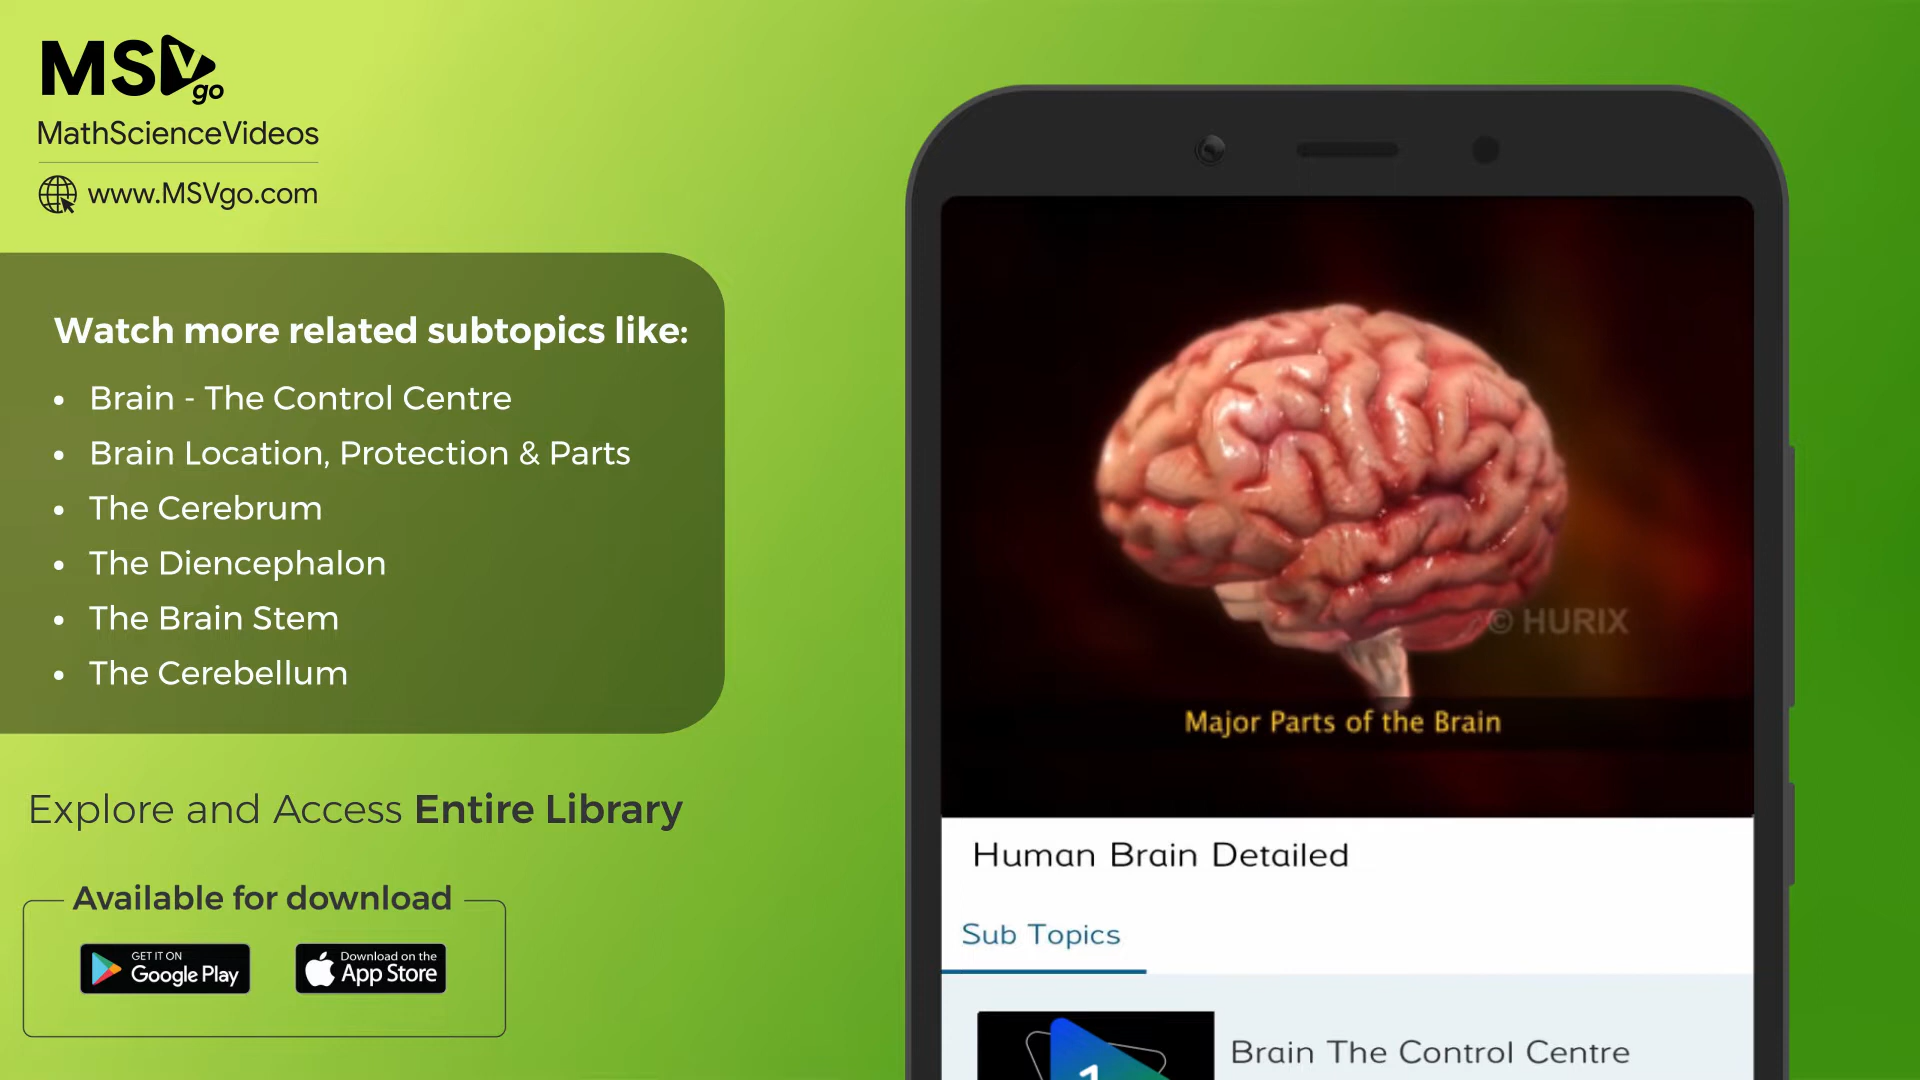 MSVgo
MathScienceVideos
www.MSVgo.com
Watch more related subtopics like:
• Brain - The Control Centre
• Brain Location, Protection & Parts
• The Cerebrum
• The Diencephalon
• The Brain Stem
• The Cerebellum
Explore and Access Entire Library
Available for download
GET IT ON
Google Play
Download on the
App Store
© HURIX
Major Parts of the Brain
Human Brain Detailed
Sub Topics
1
Brain The Control Centre